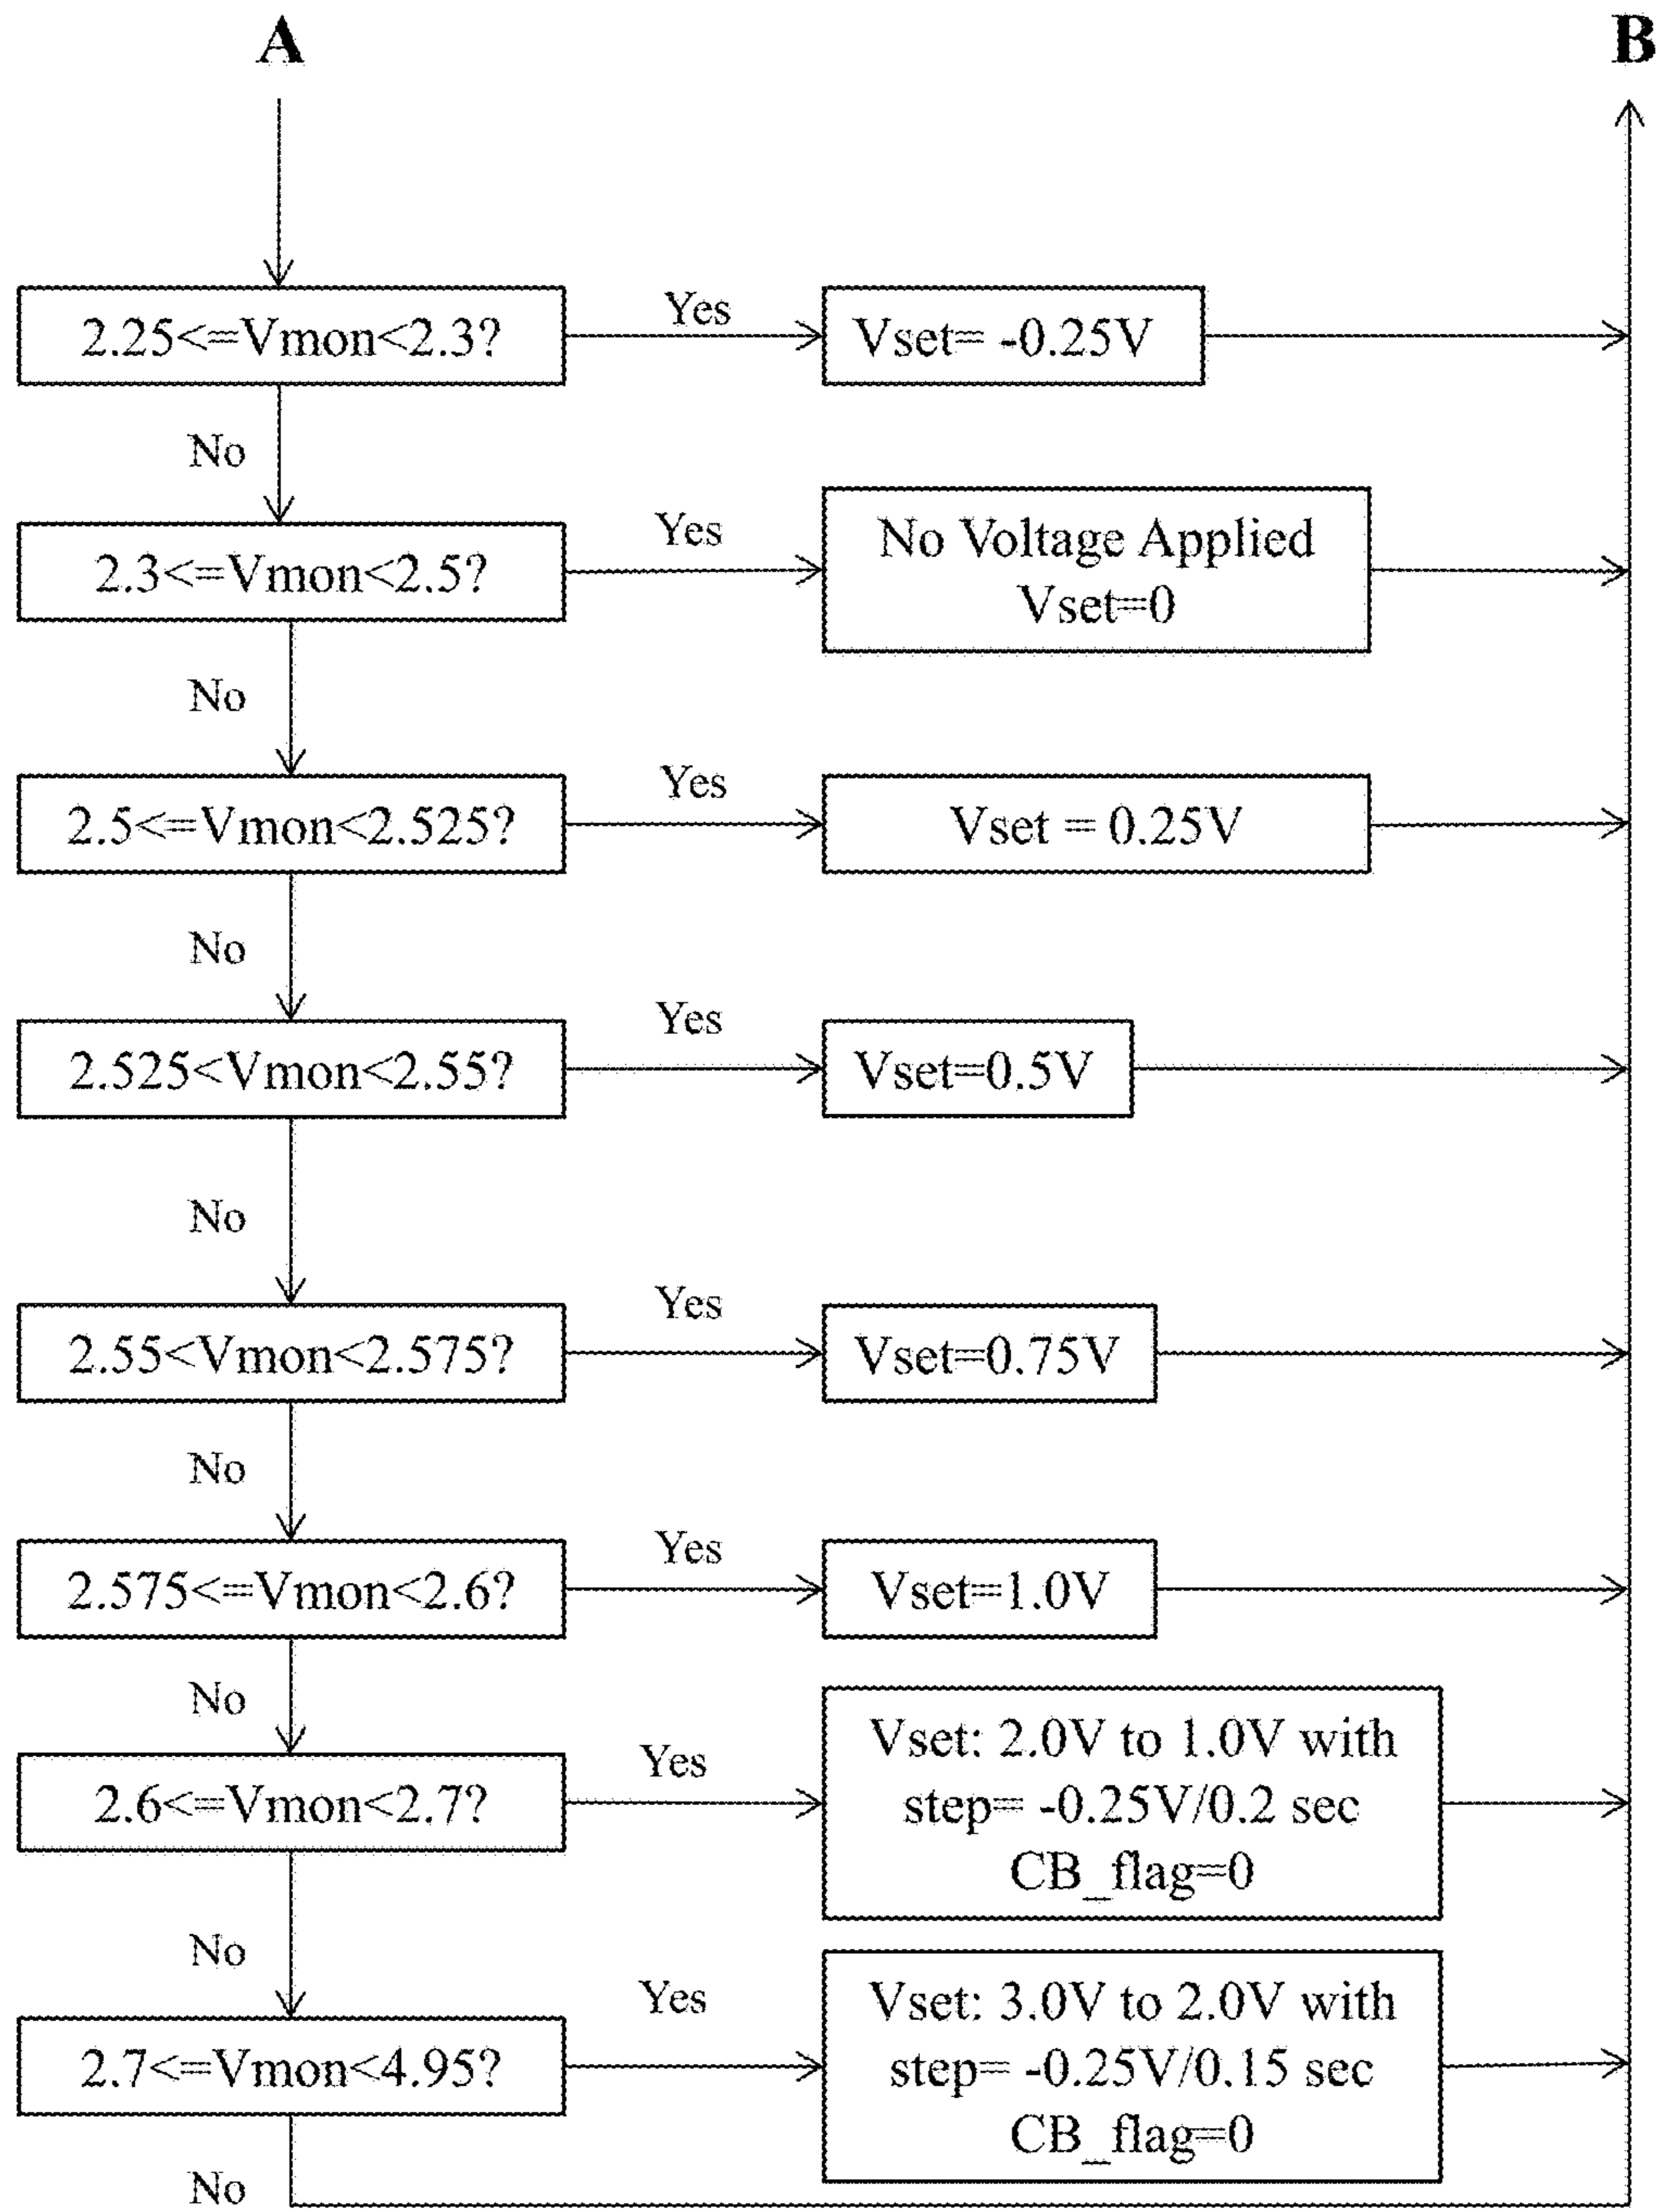 A
B
2.25<=Vmon<2.3?
Yes
Vset= -0.25V
No
2.3<=Vmon<2.5?
Yes
No Voltage Applied
Vset=0
No
2.5<=Vmon<2.525?
Yes
Vset = 0.25V
No
2.525<Vmon<2.55?
Yes
Vset=0.5V
No
2.55<Vmon<2.575?
Yes
Vset=0.75V
No
2.575<=Vmon<2.6?
Yes
Vset=1.0V
No
2.6<=Vmon<2.7?
Yes
Vset: 2.0V to 1.0V with
step= -0.25V/0.2 sec
CB_flag=0
No
2.7<=Vmon<4.95?
Yes
Vset: 3.0V to 2.0V with
step= -0.25V/0.15 sec
CB_flag=0
No